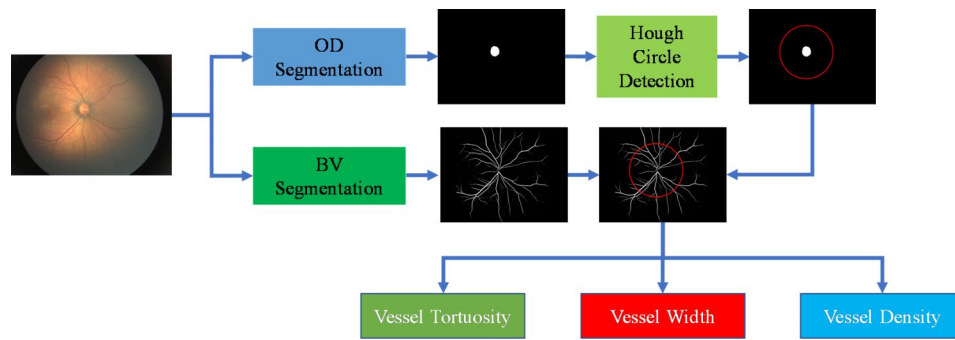 OD
Segmentation
Hough
Circle
Detection
BV
Segmentation
Vessel Tortuosity
Vessel Width
Vessel Density